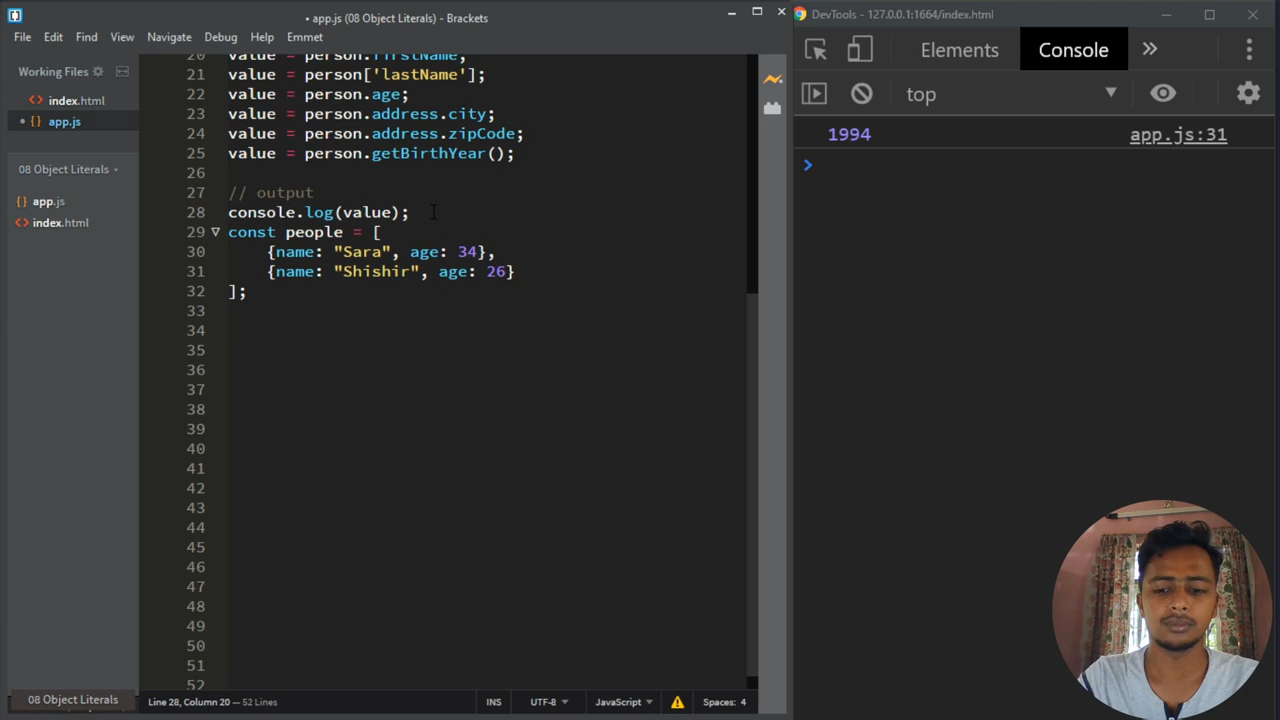 • app.js (08 Object Literals) - Brackets
File Edit Find View Navigate Debug Help Emmet
Working Files
<> index.html
• {} app.js
08 Object Literals
{} app.js
<> index.html
20 value = person.firstName;
21 value = person['lastName'];
22 value = person.age;
23 value = person.address.city;
24 value = person.address.zipCode;
25 value = person.getBirthYear();
26
27 // output
28 console.log(value);
29 const people = [
30 {name: "Sara", age: 34},
31 {name: "Shishir", age: 26}
32 ];
33
34
35
36
37
38
39
40
41
42
43
44
45
46
47
48
49
50
51
52
08 Object Literals
Line 28, Column 20 — 52 Lines
INS UTF-8 JavaScript Spaces: 4
DevTools - 127.0.0.1:1664/index.html
Elements Console »
top
1994 app.js:31
>